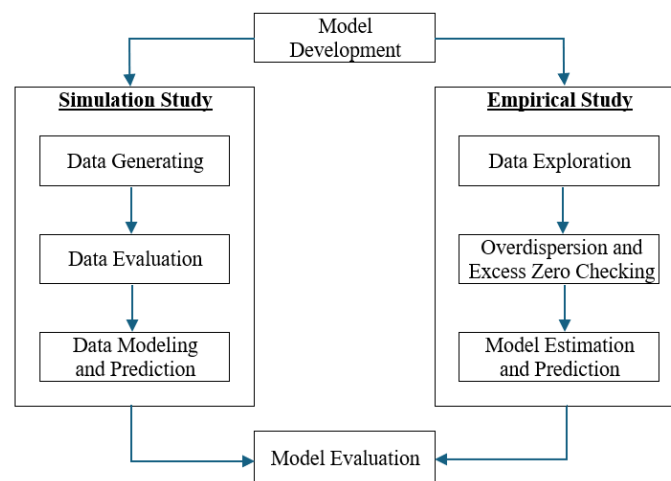 Model
Development
Simulation Study
Data Generating
Data Evaluation
Data Modeling
and Prediction
Empirical Study
Data Exploration
Overdispersion and
Excess Zero Checking
Model Estimation
and Prediction
Model Evaluation